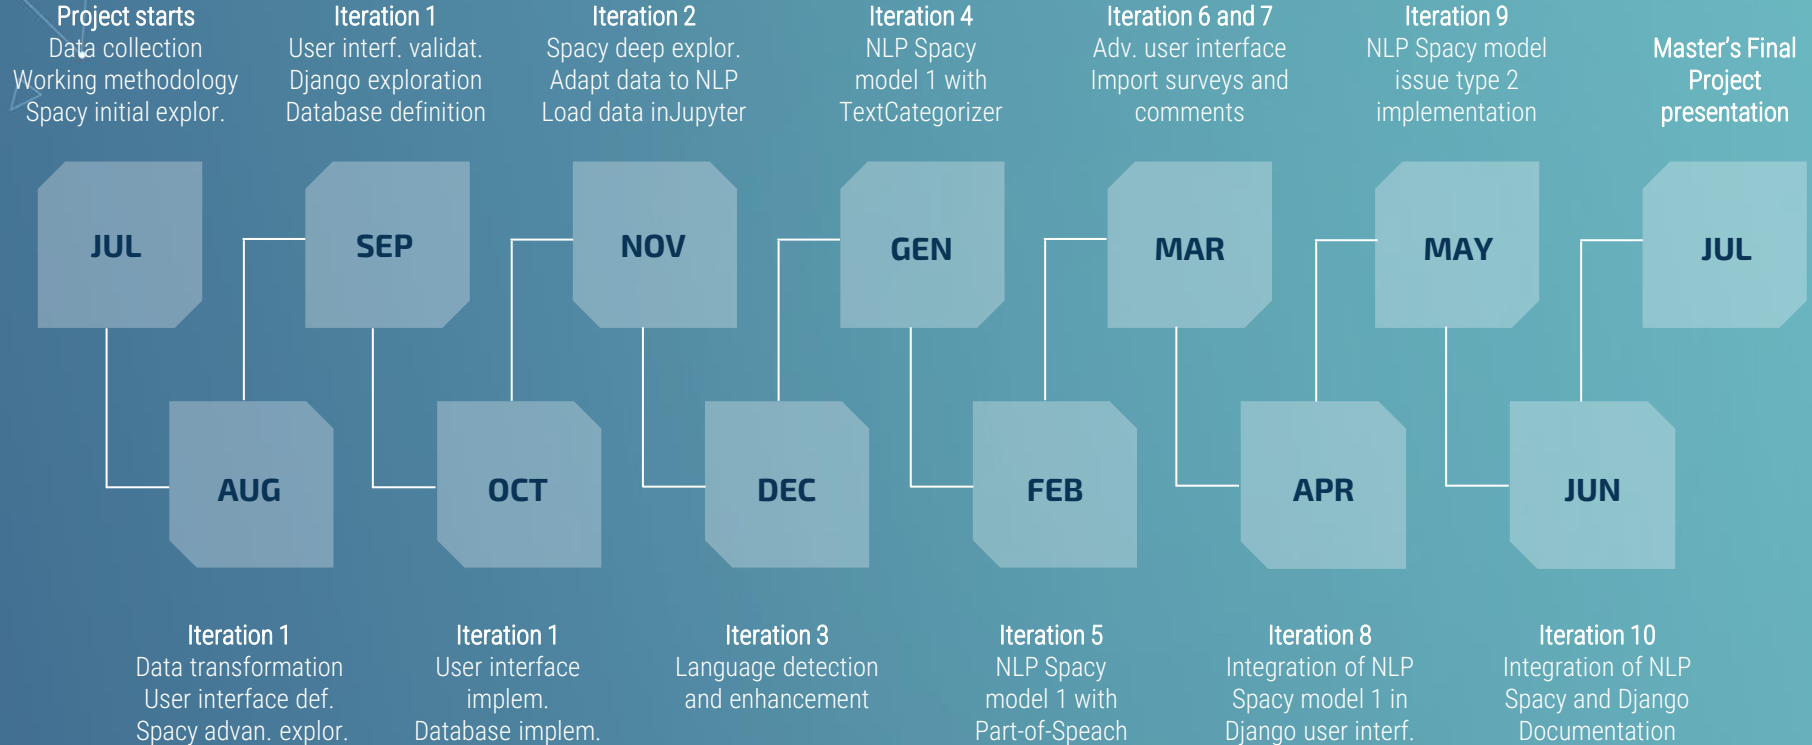 Project starts
Data collection
Working methodology
Spacy initial explor.
Iteration 1
User interf. validat.
Django exploration
Database definition
Iteration 2
Spacy deep explor.
Adapt data to NLP
Load data inJupyter
Iteration 4
NLP Spacy
model 1 with
TextCategorizer
Iteration 6 and 7
Adv. user interface
Import surveys and
comments
Iteration 9
NLP Spacy model
issue type 2
implementation
Master's Final
Project
presentation
JUL
SEP
NOV
GEN
MAR
MAY
JUL
AUG
OCT
DEC
FEB
APR
JUN
Iteration 1
Data transformation
User interface def.
Spacy advan. explor.
Iteration 1
User interface
implem.
Database implem.
Iteration 3
Language detection
and enhancement
Iteration 5
NLP Spacy
model 1 with
Part-of-Speach
Iteration 8
Integration of NLP
Spacy model 1 in
Django user interf.
Iteration 10
Integration of NLP
Spacy and Django
Documentation